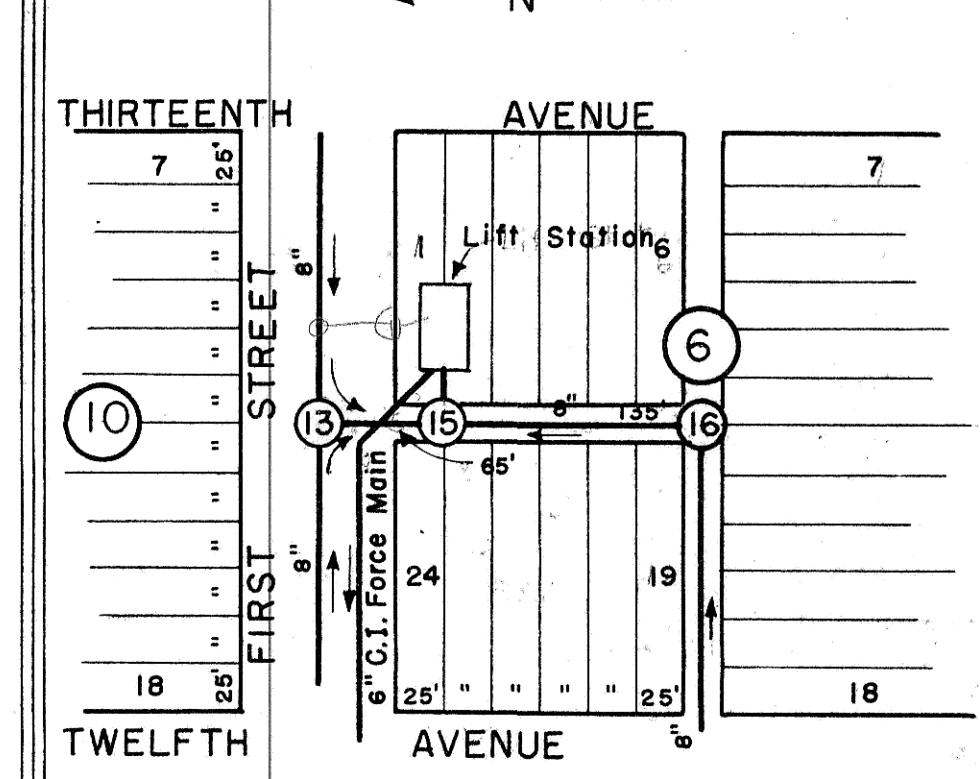 N
THIRTEENTH AVENUE
7 25' 7
"
"
"
"
"
"
"
"
"
"
18 25'
8"
1 Lift Station 6
6
STREET
10
13 15 8" 135' 16
65'
FIRST
8"
6" C.I. Force Main
24 19
25' " " " " 25'
18
8"
TWELFTH AVENUE